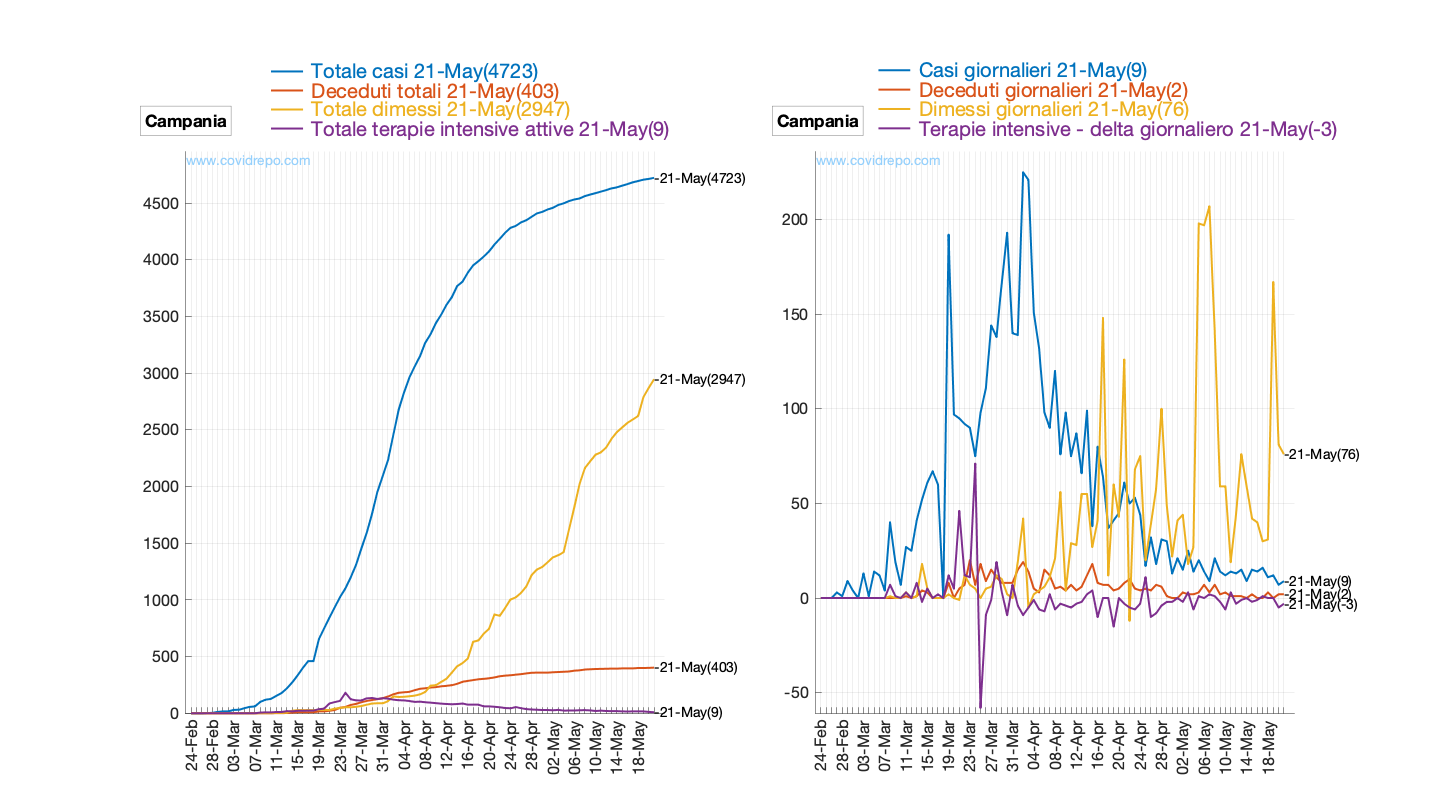 Totale casi 21-May(4723)
Deceduti totali 21-May(403)
Totale dimessi 21-May(2947)
Totale terapie intensive attive 21-May(9)
Campania
www.covidrepo.com
4500
4000
3500
3000
2500
2000
1500
1000
500
0
-21-May(4723)
-21-May(2947)
-21-May(403)
-21-May(9)
24-Feb
28-Feb
03-Mar
07-Mar
11-Mar
15-Mar
19-Mar
23-Mar
27-Mar
31-Mar
04-Apr
08-Apr
12-Apr
16-Apr
20-Apr
24-Apr
28-Apr
02-May
06-May
10-May
14-May
18-May
Casi giornalieri 21-May(9)
Deceduti giornalieri 21-May(2)
Dimessi giornalieri 21-May(76)
Terapie intensive - delta giornaliero 21-May(-3)
Campania
www.covidrepo.com
200
150
100
50
0
-50
-21-May(76)
-21-May(9)
-21-May(2)
-21-May(-3)
24-Feb
28-Feb
03-Mar
07-Mar
11-Mar
15-Mar
19-Mar
23-Mar
27-Mar
31-Mar
04-Apr
08-Apr
12-Apr
16-Apr
20-Apr
24-Apr
28-Apr
02-May
06-May
10-May
14-May
18-May